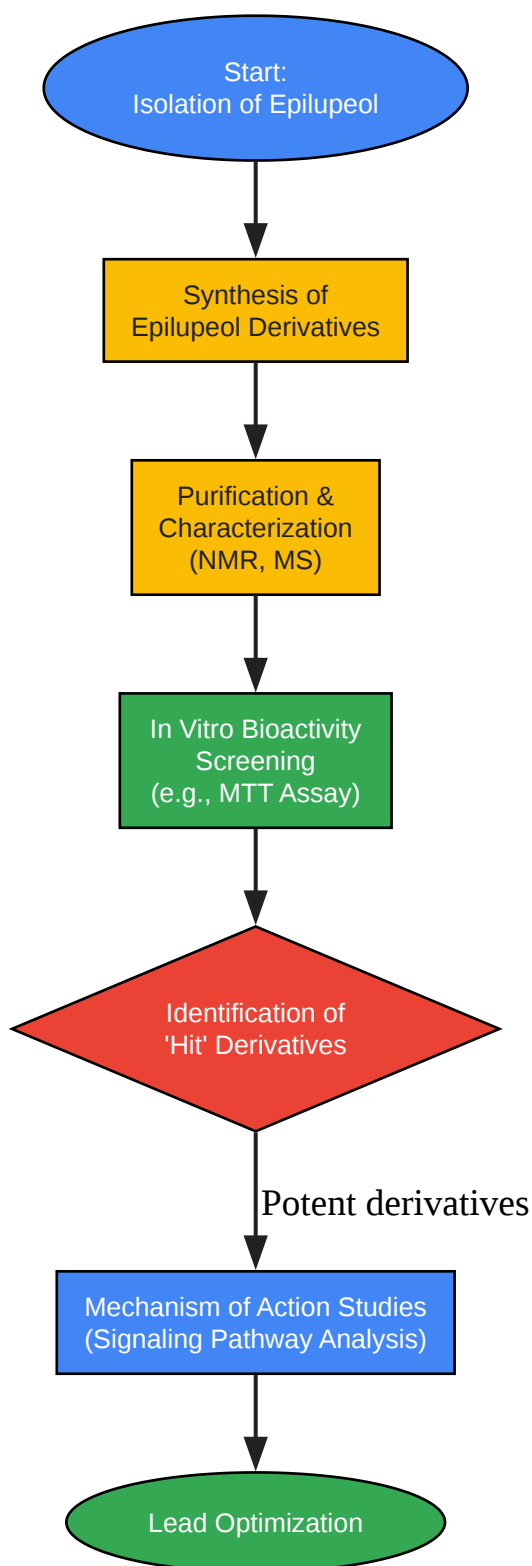 Start:
Isolation of Epilupeol
Synthesis of
Epilupeol Derivatives
Purification &
Characterization
(NMR, MS)
In Vitro Bioactivity
Screening
(e.g., MTT Assay)
Identification of
'Hit' Derivatives
Potent derivatives
Mechanism of Action Studies
(Signaling Pathway Analysis)
Lead Optimization